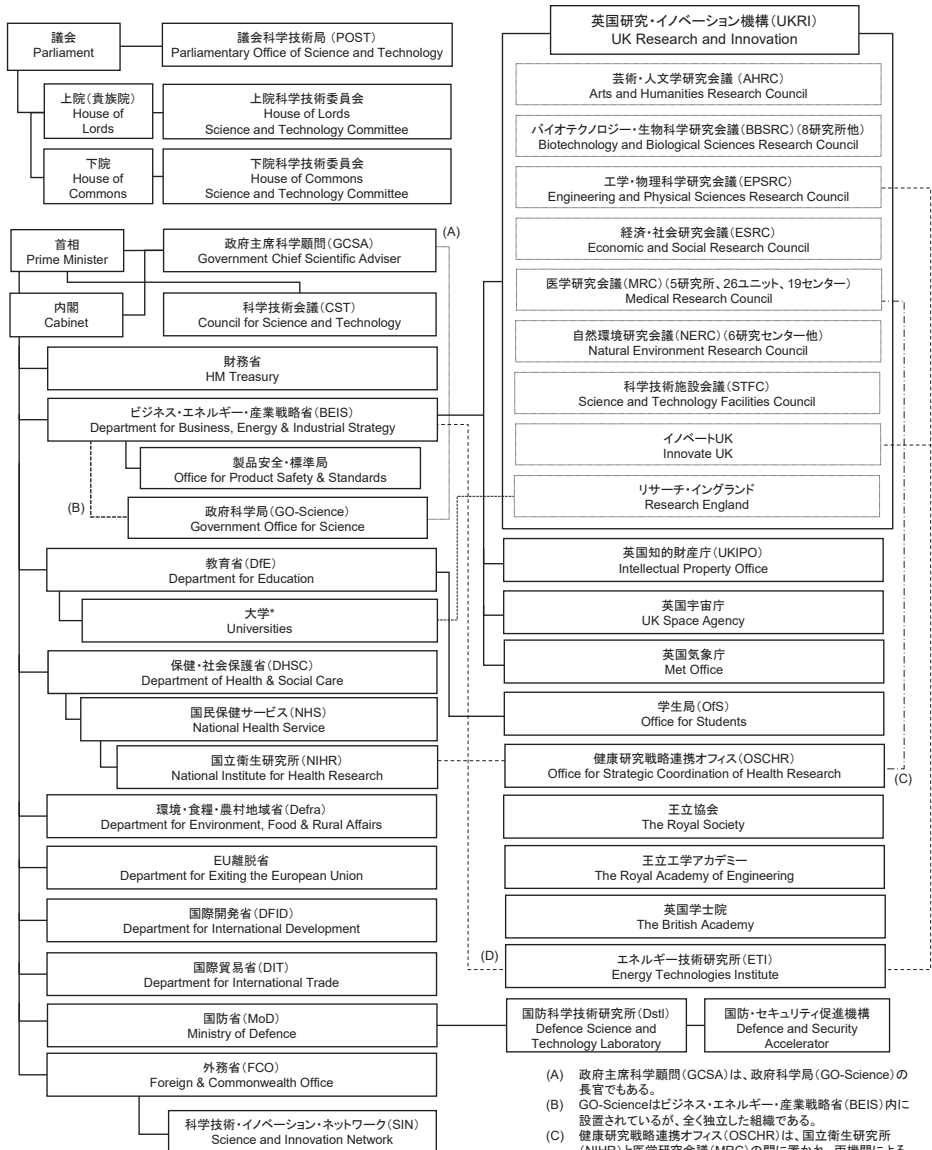 議会
Parliament
議会科学技術局（POST）
Parliamentary Office of Science and Technology
上院（貴族院）
House of
Lords
上院科学技術委員会
House of Lords
Science and Technology Committee
下院
House of
Commons
下院科学技術委員会
House of Commons
Science and Technology Committee
首相
Prime Minister
政府主席科学顧問（GCSA）
Government Chief Scientific Adviser
(A)
内閣
Cabinet
科学技術会議（CST）
Council for Science and Technology
財務省
HM Treasury
ビジネス・エネルギー・産業戦略省（BEIS）
Department for Business, Energy & Industrial Strategy
製品安全・標準局
Office for Product Safety & Standards
(B)
政府科学局（GO-Science）
Government Office for Science
教育省（DfE）
Department for Education
大学*
Universities
保健・社会保護省（DHSC）
Department of Health & Social Care
国民保健サービス（NHS）
National Health Service
国立衛生研究所（NIHR）
National Institute for Health Research
環境・食糧・農村地域省（Defra）
Department for Environment, Food & Rural Affairs
EU離脱省
Department for Exiting the European Union
国際開発省（DFID）
Department for International Development
国際貿易省（DIT）
Department for International Trade
国防省（MoD）
Ministry of Defence
外務省（FCO）
Foreign & Commonwealth Office
科学技術・イノベーション・ネットワーク（SIN）
Science and Innovation Network
英国研究・イノベーション機構（UKRI）
UK Research and Innovation
芸術・人文学研究会議（AHRC）
Arts and Humanities Research Council
バイオテクノロジー・生物科学研究会議（BBSRC）（8研究所他）
Biotechnology and Biological Sciences Research Council
工学・物理科学研究会議（EPSRC）
Engineering and Physical Sciences Research Council
経済・社会研究会議（ESRC）
Economic and Social Research Council
医学研究会議（MRC）（5研究所、26ユニット、19センター）
Medical Research Council
自然環境研究会議（NERC）（6研究センター他）
Natural Environment Research Council
科学技術施設会議（STFC）
Science and Technology Facilities Council
イノベートUK
Innovate UK
リサーチ・イングランド
Research England
英国知的財産庁（UKIPO）
Intellectual Property Office
英国宇宙庁
UK Space Agency
英国気象庁
Met Office
学生局（OfS）
Office for Students
健康研究戦略連携オフィス（OSCHR）
Office for Strategic Coordination of Health Research
(C)
王立協会
The Royal Society
王立工学アカデミー
The Royal Academy of Engineering
英国学士院
The British Academy
(D)
エネルギー技術研究所（ETI）
Energy Technologies Institute
国防科学技術研究所（Dstl）
Defence Science and
Technology Laboratory
国防・セキュリティ促進機構
Defence and Security
Accelerator
(A) 政府主席科学顧問（GCSA）は、政府科学局（GO-Science）の
長官でもある。
(B) GO-Scienceはビジネス・エネルギー・産業戦略省（BEIS）内に
設置されているが、全く独立した組織である。
(C) 健康研究戦略連携オフィス（OSCHR）は、国立衛生研究所
（NIHR）と医学研究会議（MRC）の間に置かれ、両機関による